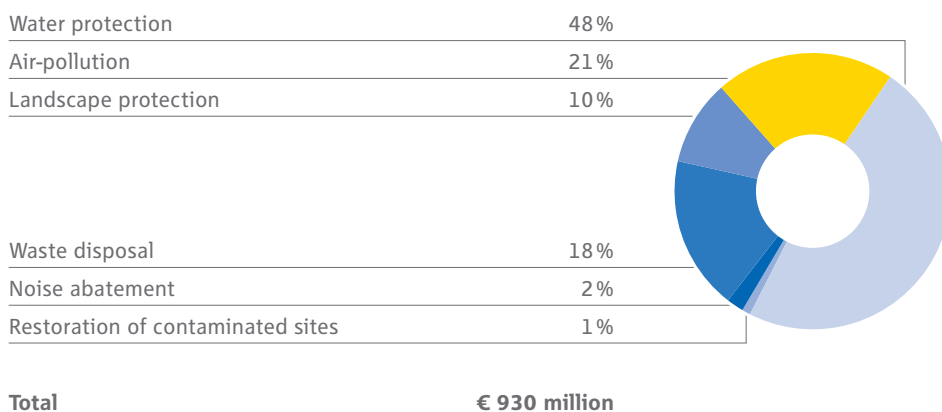 Water protection 48 %
Air-pollution 21 %
Landscape protection 10 %
Waste disposal 18 %
Noise abatement 2 %
Restoration of contaminated sites 1 %
Total € 930 million